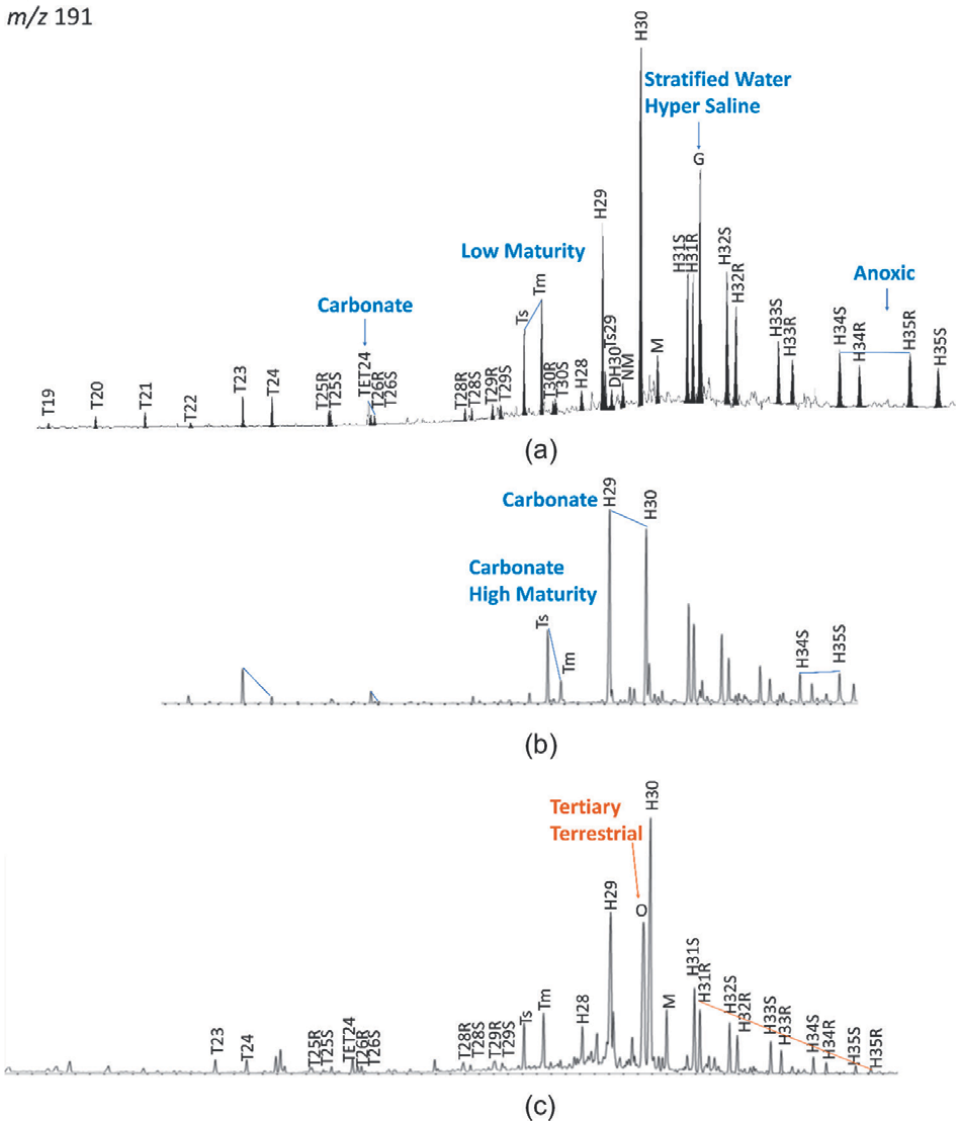 m/z 191
H30
Stratified Water
Hyper Saline
G
H29
Low Maturity
H31S
H31R
H32S
H32R
Anoxic
Ts
Tm
Carbonate
Ts29
DH30
NM
M
H33S
H33R
H34S
H34R
H35R
H35S
T19
T20
T21
T22
T23
T24
T25R
T25S
TET24
T26R
T26S
T28R
T28S
T29R
T29S
T30R
T30S
H28
(a)
Carbonate
H29
H30
Carbonate
High Maturity
Ts
Tm
H34S
H35S
(b)
Tertiary
Terrestrial
H30
H29
O
T23
T24
T25R
T25S
TET24
T26R
T26S
T28R
T28S
T29R
T29S
Ts
Tm
H28
M
H31S
H31R
H32S
H32R
H33S
H33R
H34S
H34R
H35S
H35R
(c)